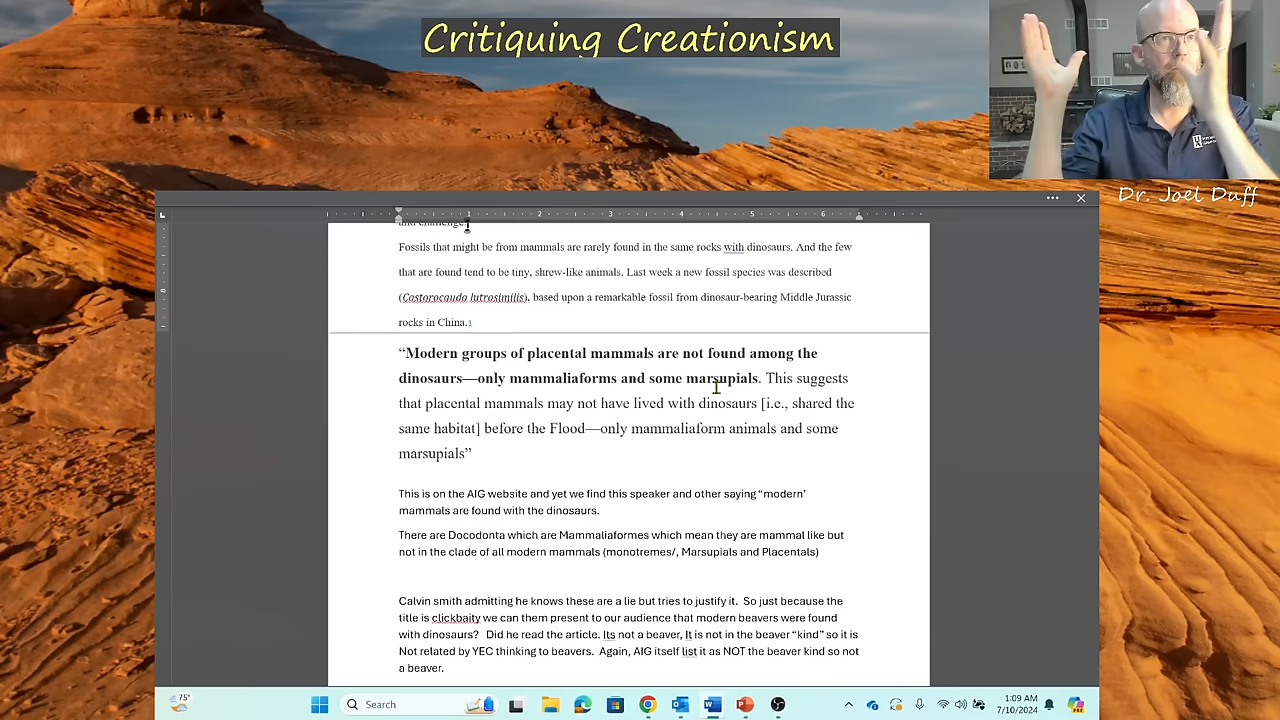 Critiquing Creationism
Dr. Joel Duff
1 2 3 4 5 6
and challenge.
Fossils that might be from mammals are rarely found in the same rocks with dinosaurs. And the few
that are found tend to be tiny, shrew-like animals. Last week a new fossil species was described
(Castorocauda lutrasimilis), based upon a remarkable fossil from dinosaur-bearing Middle Jurassic
rocks in China.1
“Modern groups of placental mammals are not found among the
dinosaurs—only mammaliaforms and some marsupials. This suggests
that placental mammals may not have lived with dinosaurs [i.e., shared the
same habitat] before the Flood—only mammaliaform animals and some
marsupials”
This is on the AIG website and yet we find this speaker and other saying “modern’
mammals are found with the dinosaurs.
There are Docodonta which are Mammaliaformes which mean they are mammal like but
not in the clade of all modern mammals (monotremes/, Marsupials and Placentals)
Calvin smith admitting he knows these are a lie but tries to justify it. So just because the
title is clickbaity we can them present to our audience that modern beavers were found
with dinosaurs? Did he read the article. Its not a beaver, It is not in the beaver “kind” so it is
Not related by YEC thinking to beavers. Again, AIG itself list it as NOT the beaver kind so not
a beaver.
75°
Search
1:09 AM
7/10/2024